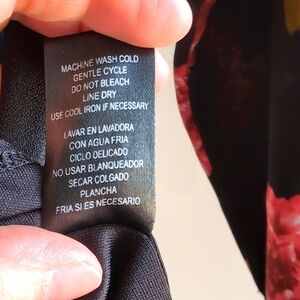 MACHINE WASH COLD
GENTLE CYCLE
DO NOT BLEACH
LINE DRY
USE COOL IRON IF NECESSARY
LAVAR EN LAVADORA
CON AGUA FRIA
CICLO DELICADO
NO USAR BLANQUEADOR
SECAR COLGADO
PLANCHA
FRIA SI ES NECESARIO